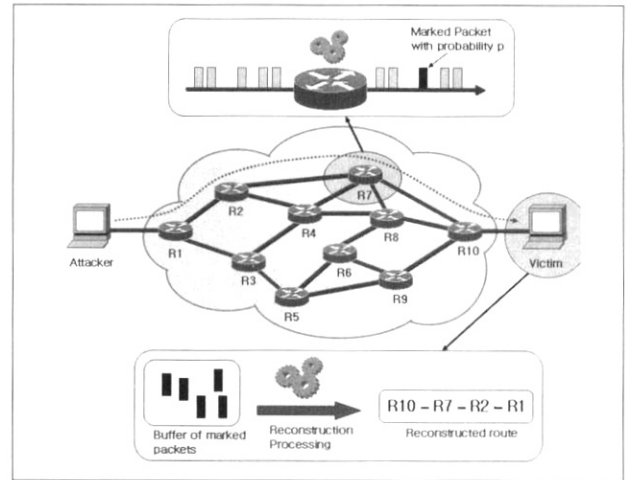 Marked Packet
with probability p
R7
R2
R4
R8
R1
R10
R6
R3
R9
R5
Attacker
Victim
Buffer of marked
packets
Reconstruction
Processing
R10 – R7 – R2 – R1
Reconstructed route